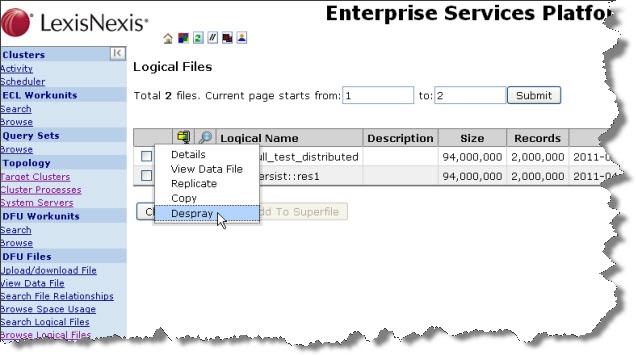 LexisNexis®
Enterprise Services Platfo
Clusters
Activity
Scheduler
ECL Workunits
Search
Browse
Query Sets
Browse
Topology
Target Clusters
Cluster Processes
System Servers
DFU Workunits
Search
Browse
DFU Files
Upload/download File
View Data File
Search File Relationships
Browse Space Usage
Search Logical Files
Browse Logical Files
Logical Files
Total 2 files. Current page starts from: 1 to: 2 Submit
Logical Name Description Size Records
ull_test_distributed 94,000,000 2,000,000 2011-0
ersist::res1 94,000,000 2,000,000 2011-04
Details
View Data File
Replicate
Copy
Despray
To Superfile